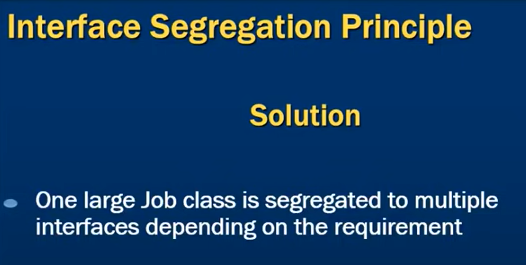 Interface Segregation Principle
Solution
One large Job class is segregated to multiple
interfaces depending on the requirement